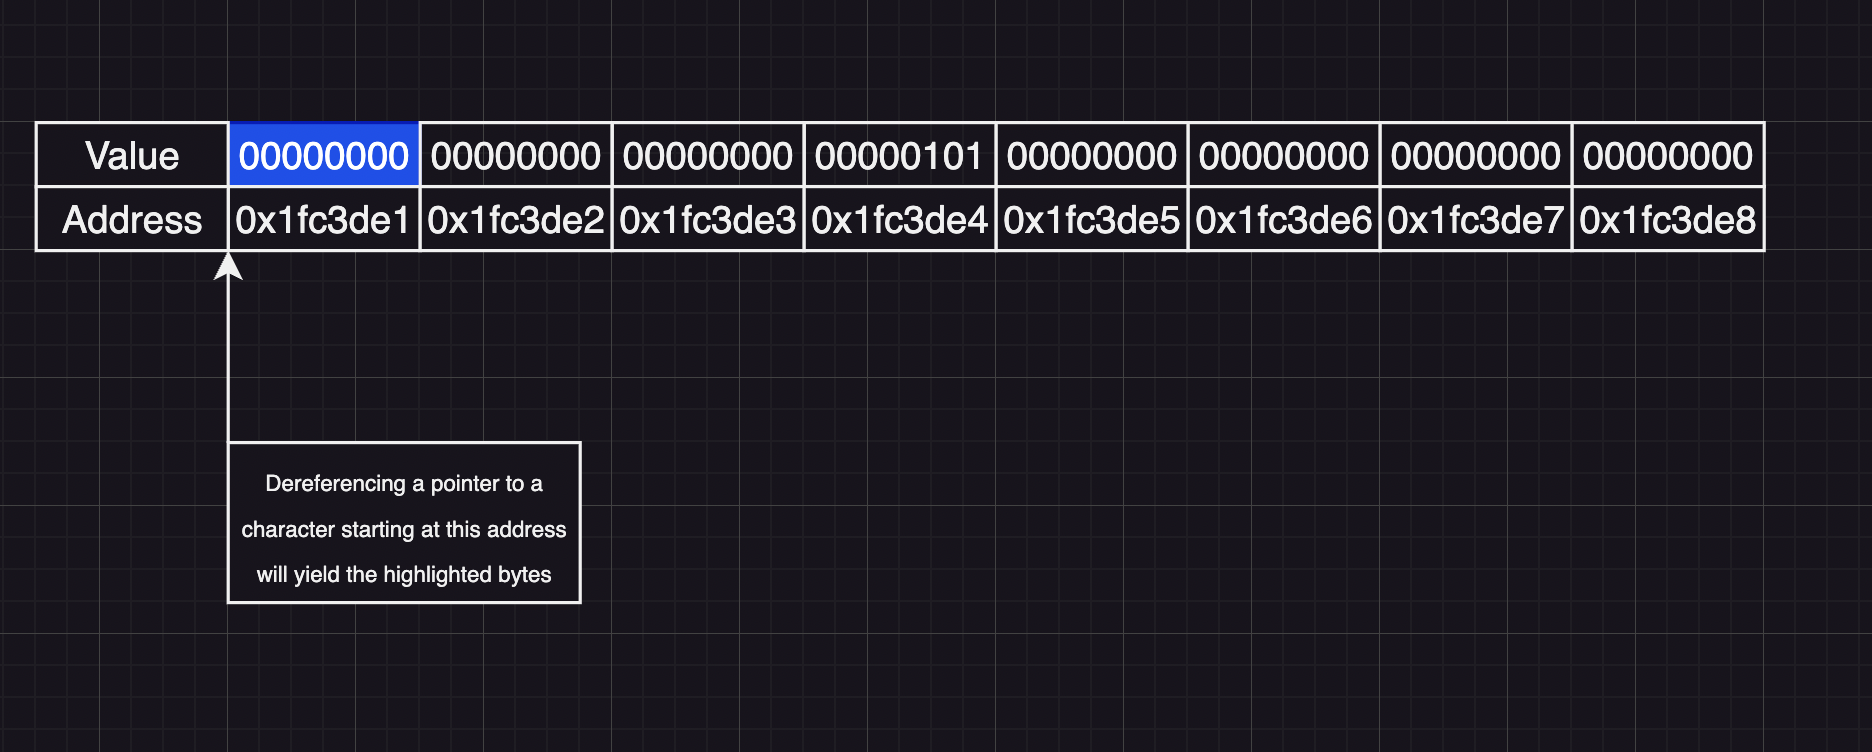 Value 00000000 00000000 00000000 00000101 00000000 00000000 00000000 00000000
Address 0x1fc3de1 0x1fc3de2 0x1fc3de3 0x1fc3de4 0x1fc3de5 0x1fc3de6 0x1fc3de7 0x1fc3de8
Dereferencing a pointer to a
character starting at this address
will yield the highlighted bytes